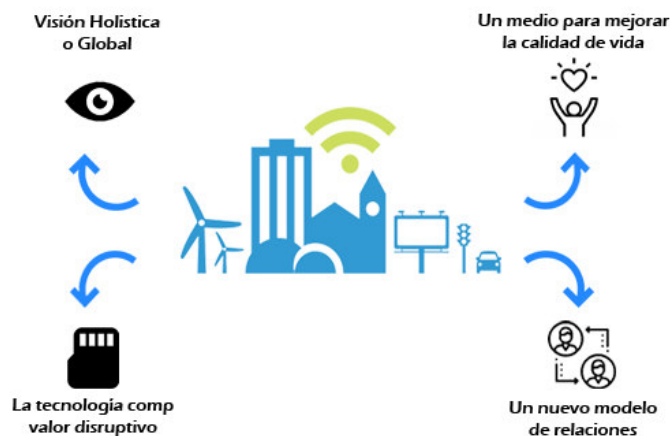 Visión Holistica
o Global
Un medio para mejorar
la calidad de vida
La tecnología comp
valor disruptivo
Un nuevo modelo
de relaciones